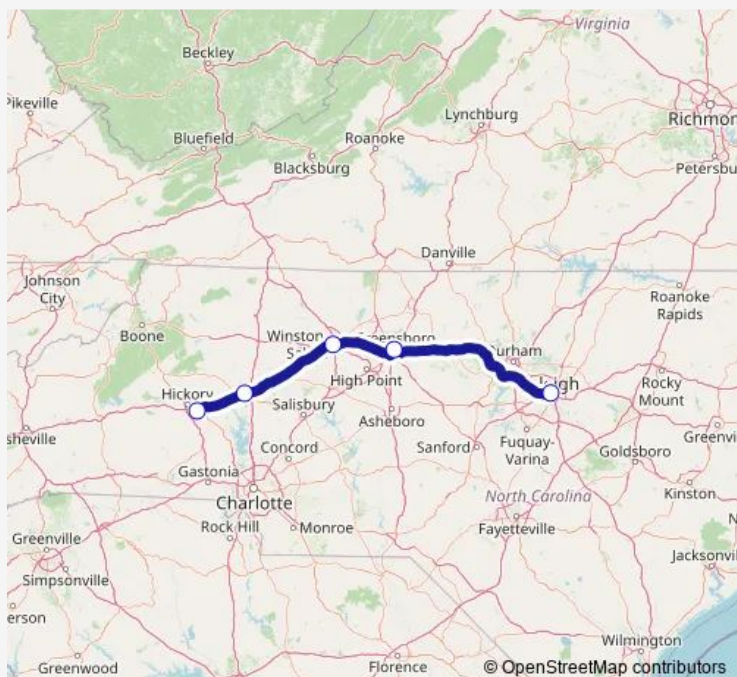 Virginia
Beckley
Pikeville
Lynchburg
Richmon
Bluefield
Roanoke
Blacksburg
Petersbu
Danville
Johnson
City
Roanoke
Rapids
Boone
Winston
Greensboro
Durham
Hickory
High Point
Rocky
Mount
Salisbury
Asheboro
sheville
Sanford
Fuquay-
Varina
Greenvi
Concord
Goldsboro
Gastonia
Kinston
Charlotte
North Carolina
Rock Hill
Monroe
Fayetteville
Greenville
Simpsonville
Jacksonvi
erson
Wilmington
Greenwood
Florence
© OpenStreetMap contributors